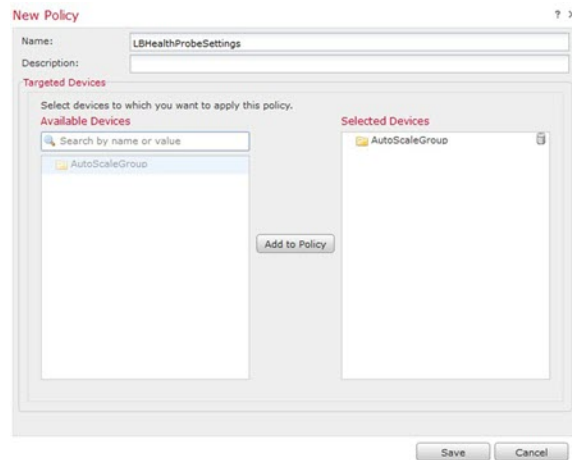 New Policy ? X
Name: LBHealthProbeSettings
Description:
Targeted Devices
Select devices to which you want to apply this policy.
Available Devices Selected Devices
Search by name or value AutoScaleGroup
AutoScaleGroup
Add to Policy
Save Cancel